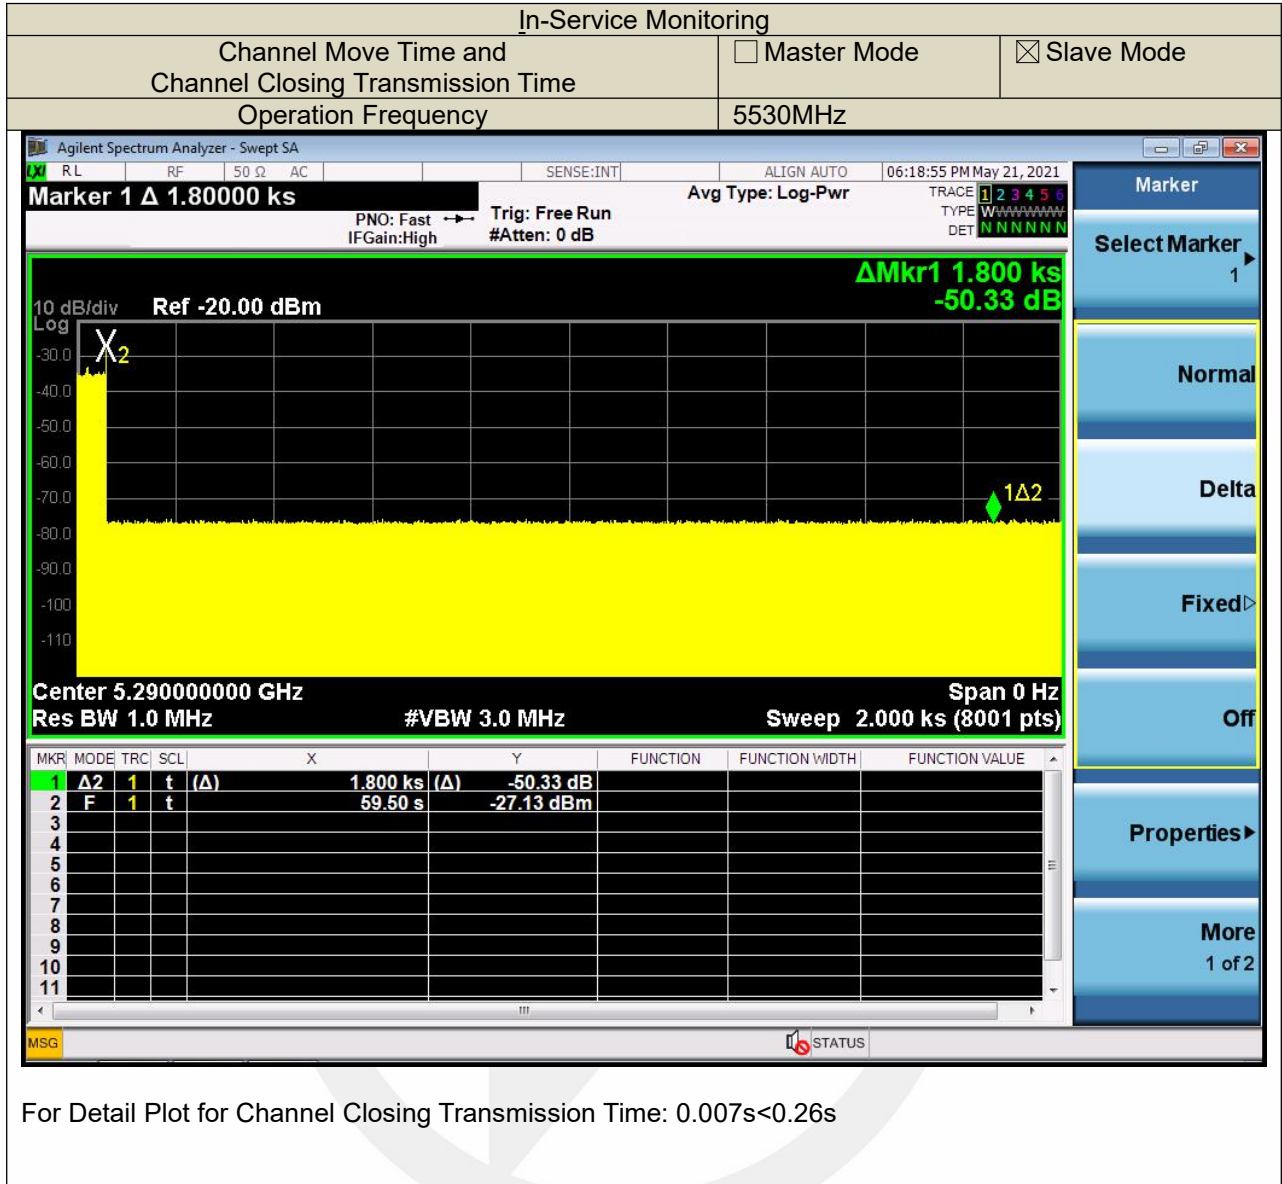 In-Service Monitoring
Channel Move Time and
Channel Closing Transmission Time
Master Mode
Slave Mode
Operation Frequency
5530MHz
Agilent Spectrum Analyzer - Swept SA
LXI RL RF 50 Ω AC SENSE:INT ALIGN AUTO 06:18:55 PM May 21, 2021
Marker 1 Δ 1.80000 ks
PNO: Fast
IFGain:High
Trig: Free Run
#Atten: 0 dB
Avg Type: Log-Pwr
TRACE 1 2 3 4 5 6
TYPE WWWWWW
DET N N N N N N
ΔMkr1 1.800 ks
-50.33 dB
10 dB/div Ref -20.00 dBm
Log
-30.0
-40.0
-50.0
-60.0
-70.0
-80.0
-90.0
-100
-110
X2
1Δ2
Center 5.290000000 GHz Span 0 Hz
Res BW 1.0 MHz #VBW 3.0 MHz Sweep 2.000 ks (8001 pts)
MKR MODE TRC SCL X Y FUNCTION FUNCTION WIDTH FUNCTION VALUE
1 Δ2 1 t (Δ) 1.800 ks (Δ) -50.33 dB
2 F 1 t 59.50 s -27.13 dBm
3
4
5
6
7
8
9
10
11
MSG STATUS
Marker
Select Marker
1
Normal
Delta
Fixed
Off
Properties
More
1 of 2
For Detail Plot for Channel Closing Transmission Time: 0.007s<0.26s